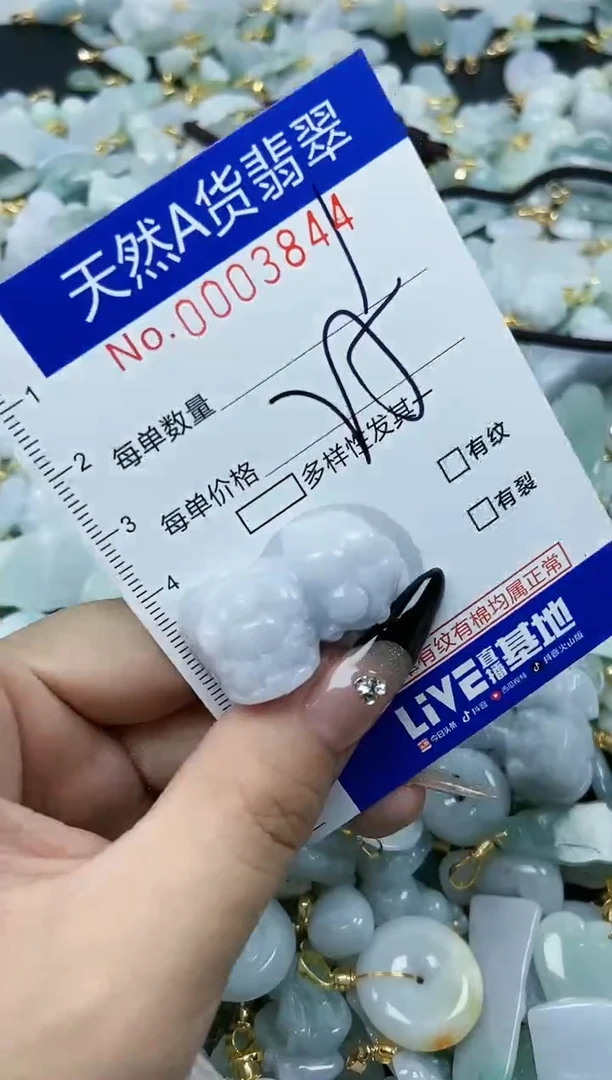 天然A货翡翠
No.0003844
每单数量
每单价格
多样性发其一
有纹
有裂
有纹有棉均属正常
LiVE直播基地
今日头条 抖音 西瓜视频 抖音火山版
1
2
3
4